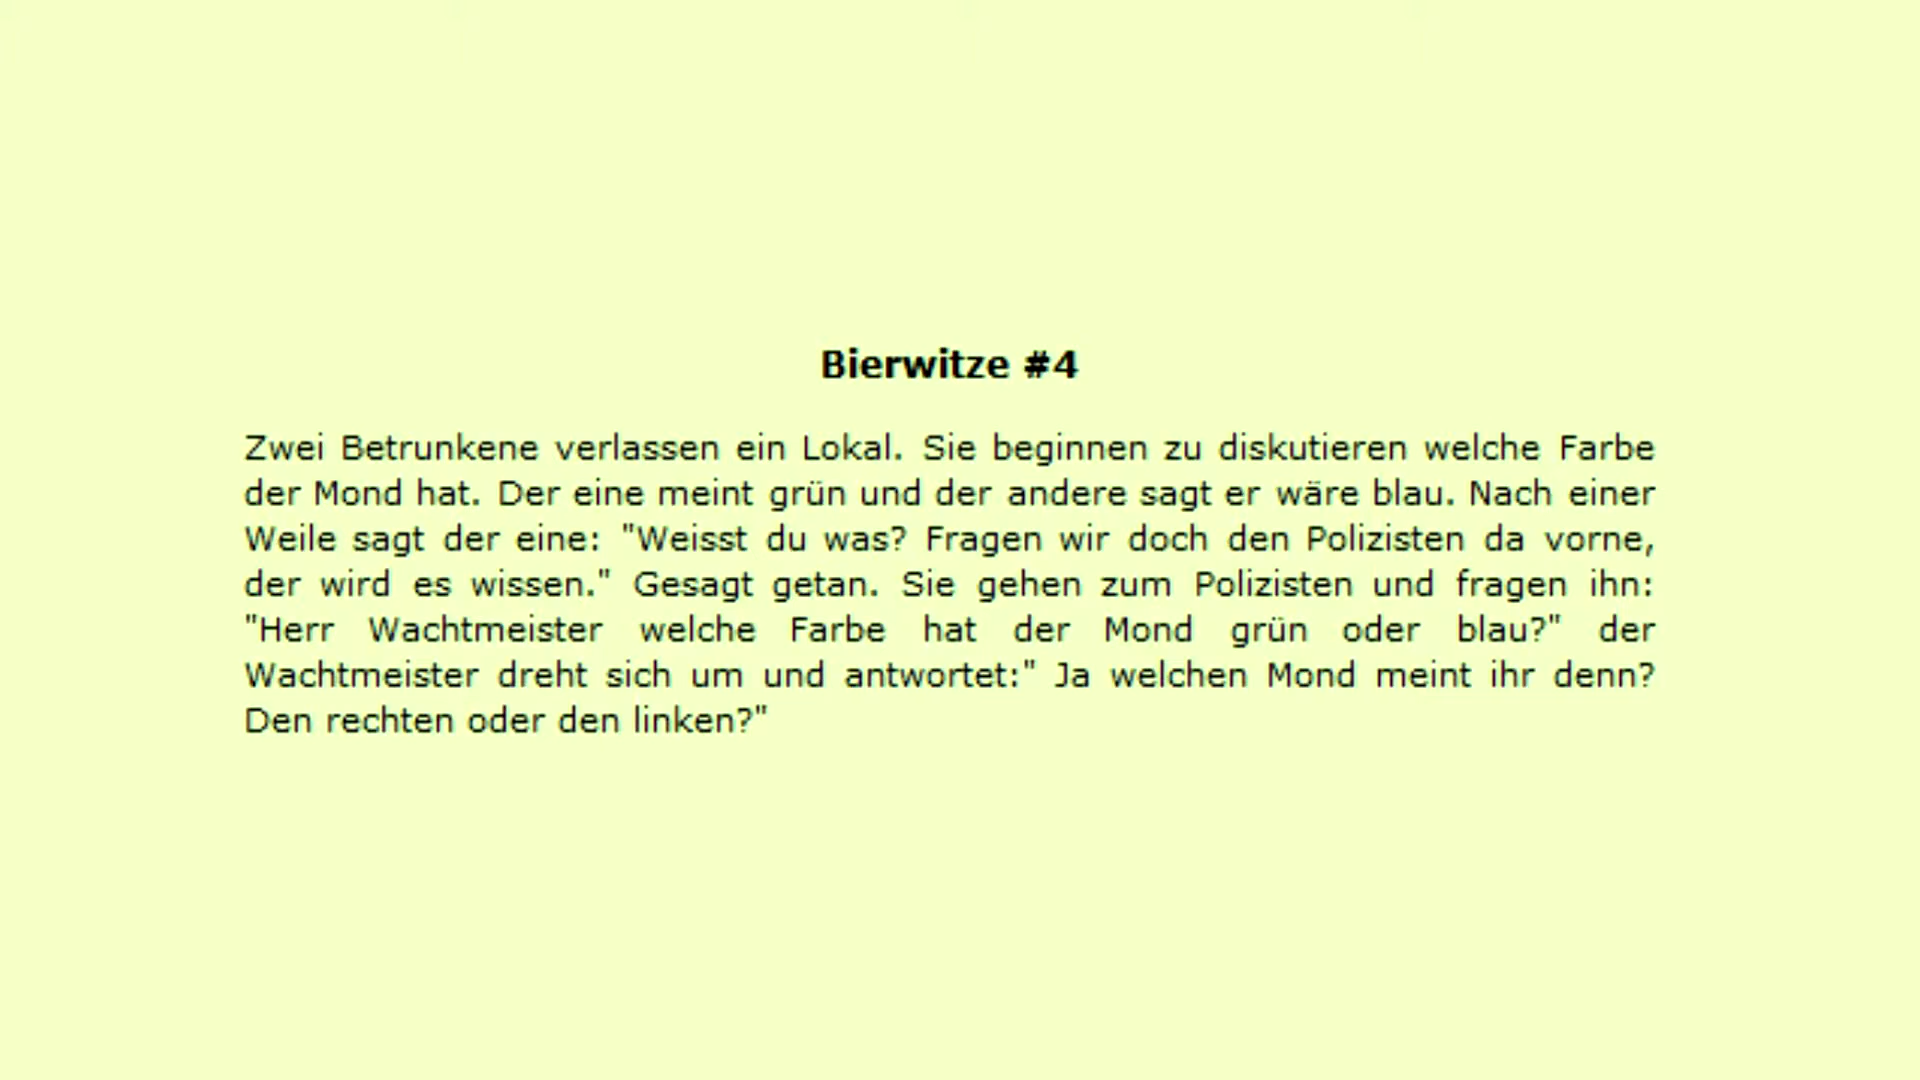 Bierwitze #4
Zwei Betrunkene verlassen ein Lokal. Sie beginnen zu diskutieren welche Farbe
der Mond hat. Der eine meint grün und der andere sagt er wäre blau. Nach einer
Weile sagt der eine: "Weisst du was? Fragen wir doch den Polizisten da vorne,
der wird es wissen." Gesagt getan. Sie gehen zum Polizisten und fragen ihn:
"Herr Wachtmeister welche Farbe hat der Mond grün oder blau?" der
Wachtmeister dreht sich um und antwortet:" Ja welchen Mond meint ihr denn?
Den rechten oder den linken?"